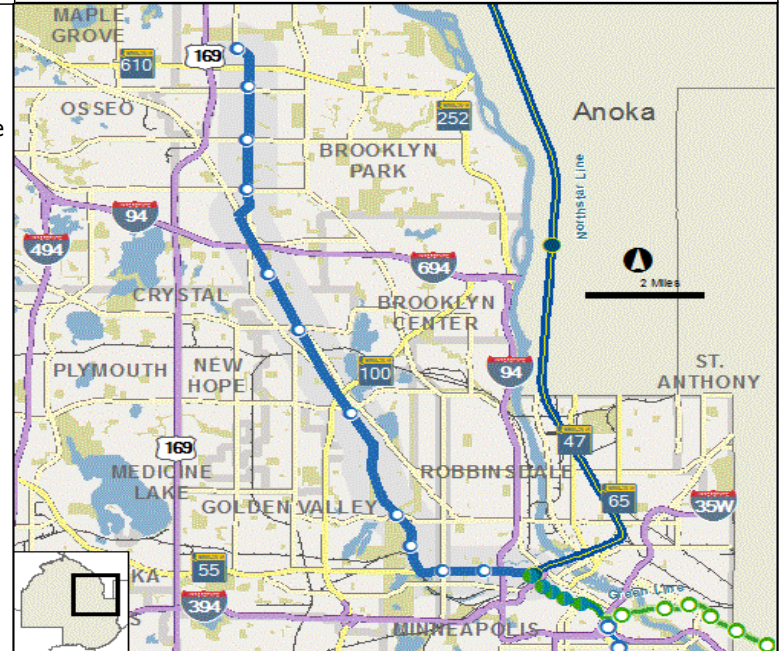 MAPLE
GROVE
610
169
OSSEO
252
Anoka
e
BROOKLYN
PARK
Northstar Line
94
494
694
2 Miles
CRYSTAL
BROOKLYN
CENTER
PLYMOUTH
NEW
HOPE
100
94
ST.
ANTHONY
169
47
MEDICINE
LAKE
ROBBINSDALE
GOLDEN VALLEY
65
35W
KA-
55
S
394
Green Line
MINNEAPOLIS